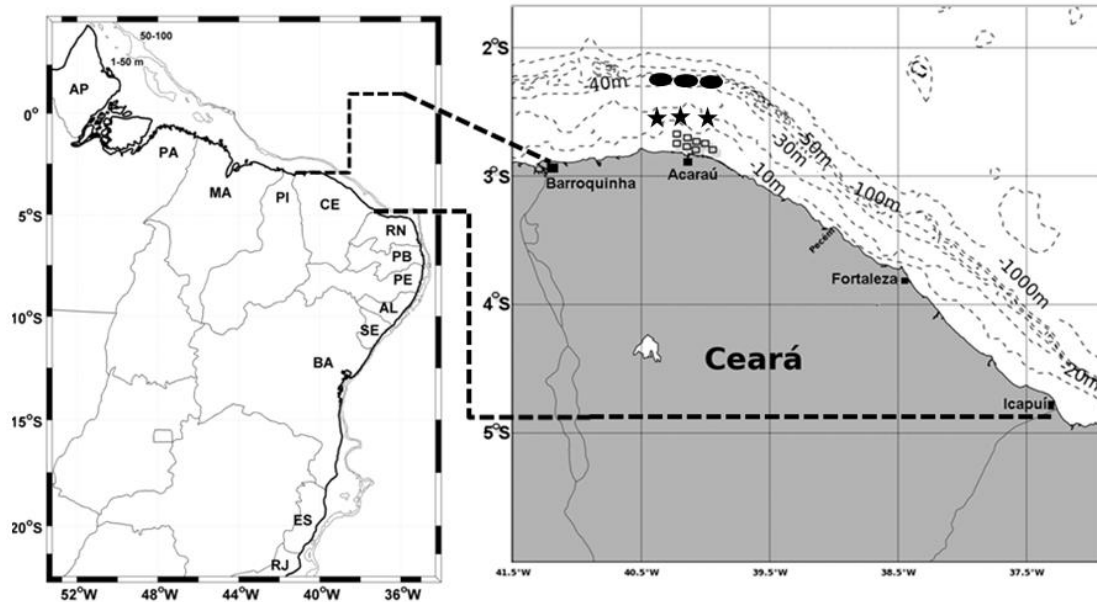 50-100
1-50 m
AP
PA
MA
PI
CE
RN
PB
PE
AL
SE
BA
ES
RJ
0°
5°S
10°S
15°S
20°S
52°W
48°W
44°W
40°W
36°W
2°S
3°S
4°S
5°S
40m
50m
30m
10m
100m
1000m
20m
Barroquinha
Acaraú
Pecém
Fortaleza
Ceará
Icapuí
41.5°W
40.5°W
39.5°W
38.5°W
37.5°W